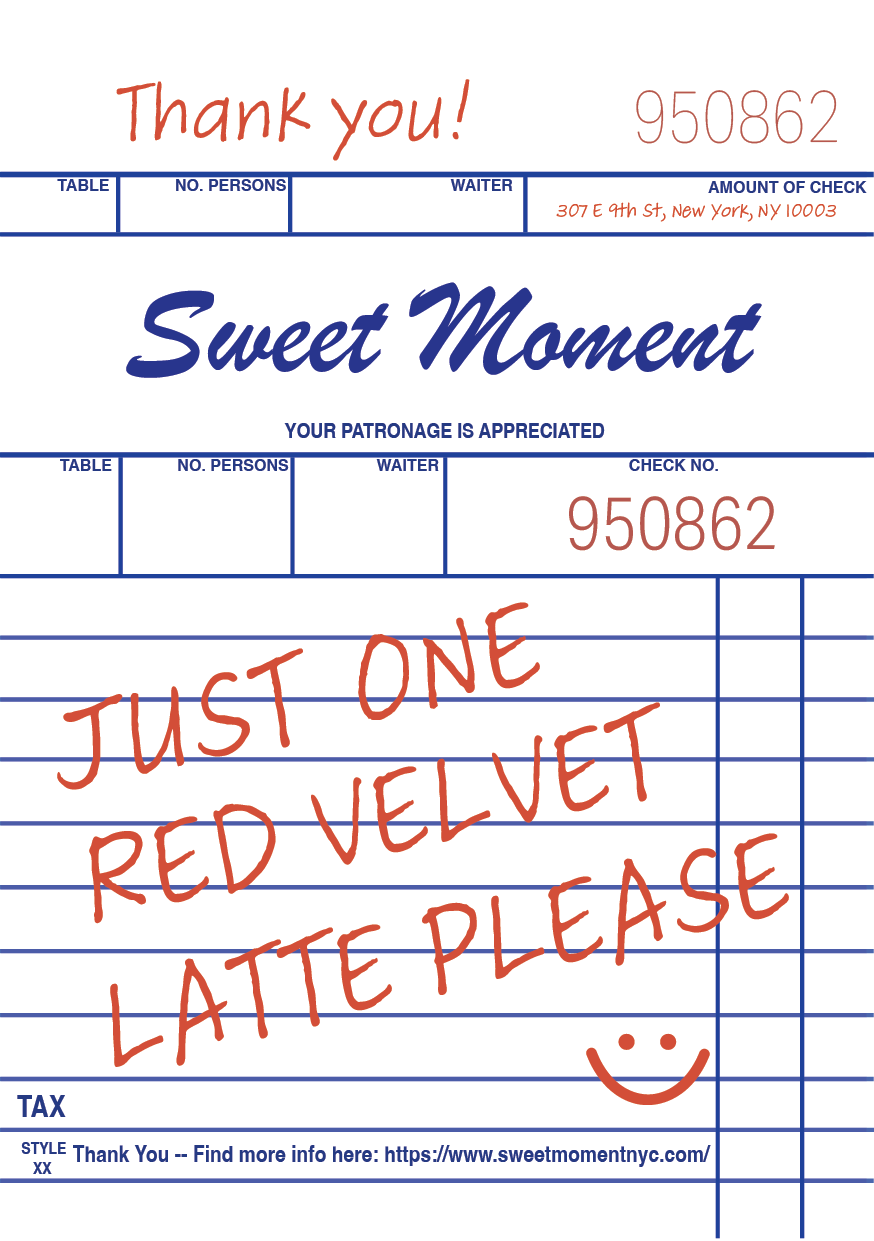 Thank you!
950862
TABLE
NO. PERSONS
WAITER
AMOUNT OF CHECK
307 E 9th St, New York, NY 10003
Sweet Moment
YOUR PATRONAGE IS APPRECIATED
TABLE
NO. PERSONS
WAITER
CHECK NO.
950862
JUST ONE
RED VELVET
LATTE PLEASE
TAX
STYLE
XX
Thank You -- Find more info here: https://www.sweetmomentnyc.com/